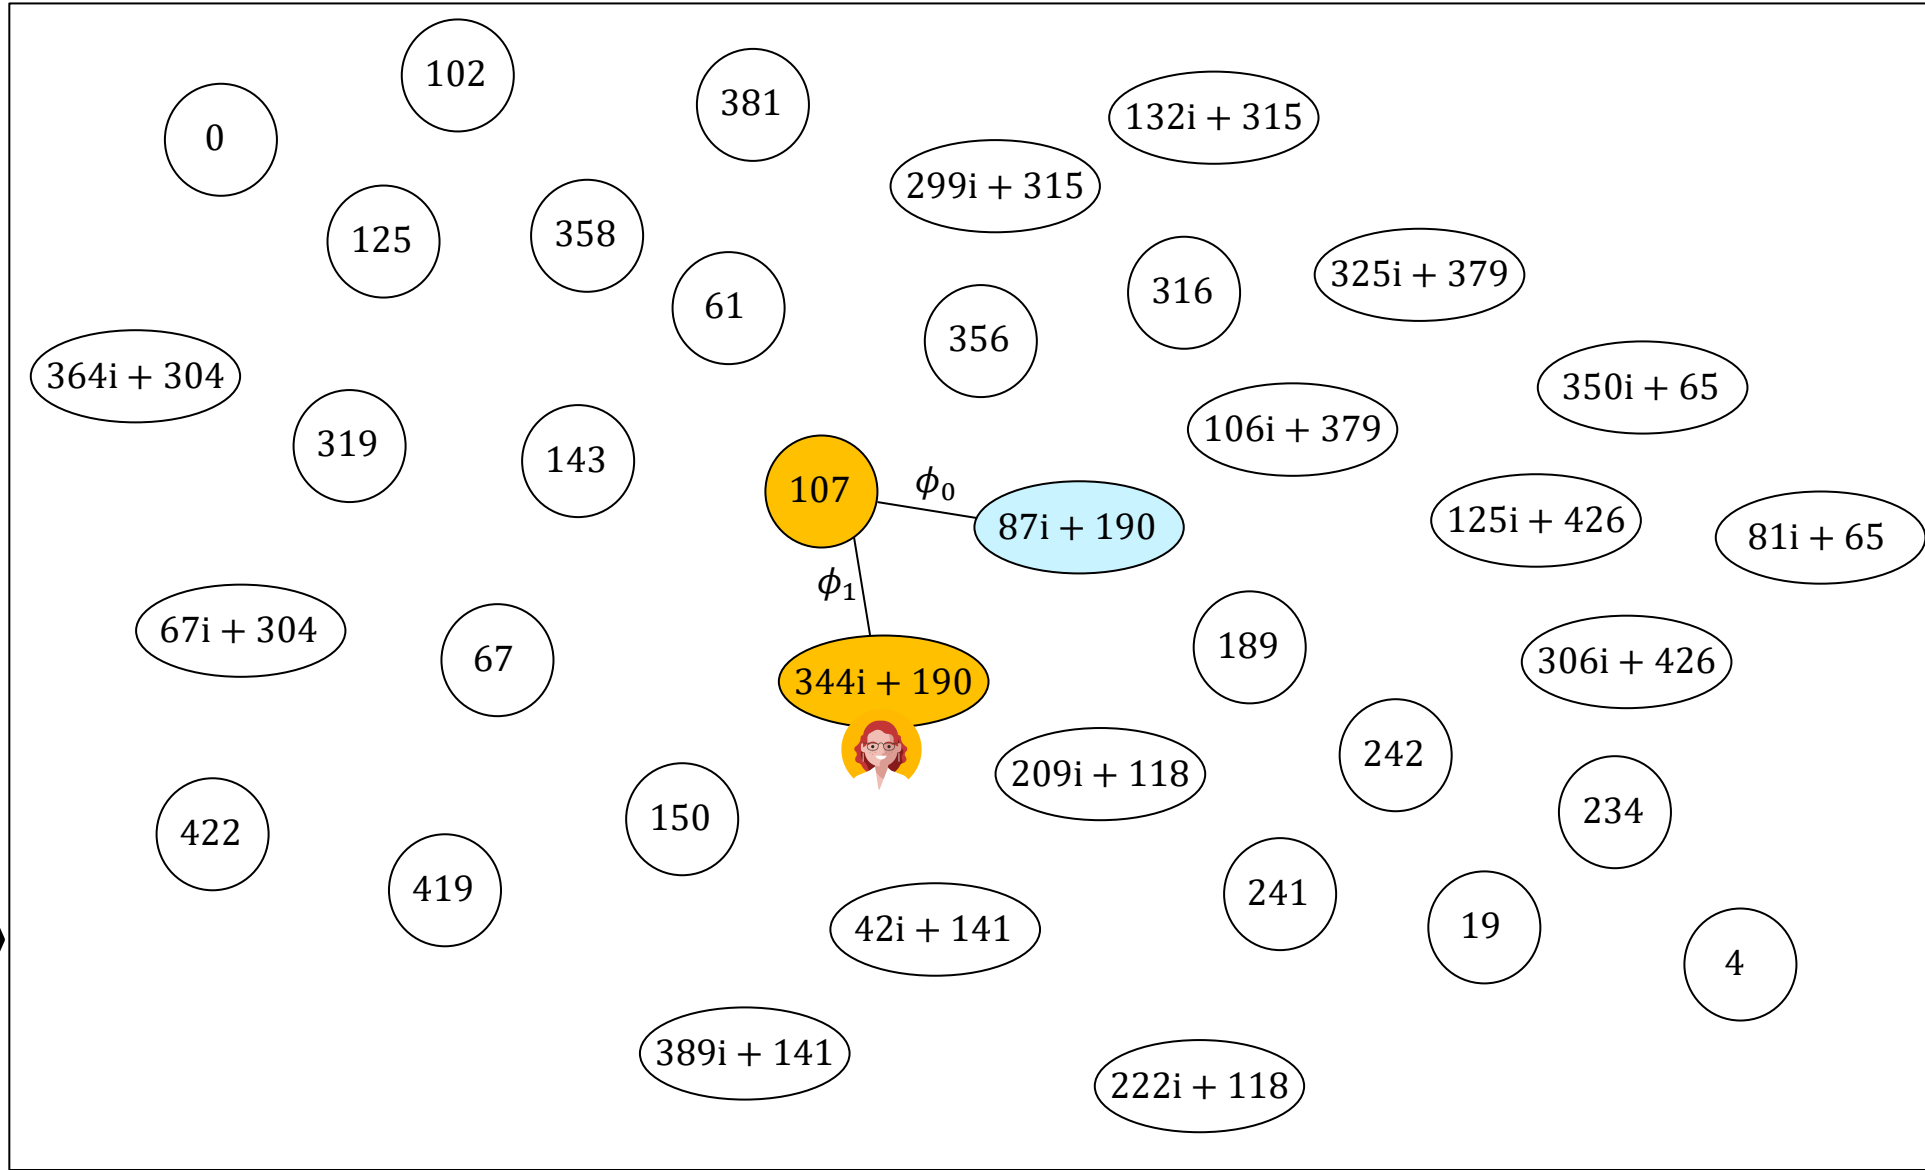 102
381
0
132i + 315
299i + 315
125
358
61
316
325i + 379
356
364i + 304
350i + 65
319
143
106i + 379
107
ϕ₀
87i + 190
125i + 426
81i + 65
ϕ₁
67i + 304
67
189
306i + 426
344i + 190
242
209i + 118
422
150
234
419
241
42i + 141
19
4
389i + 141
222i + 118